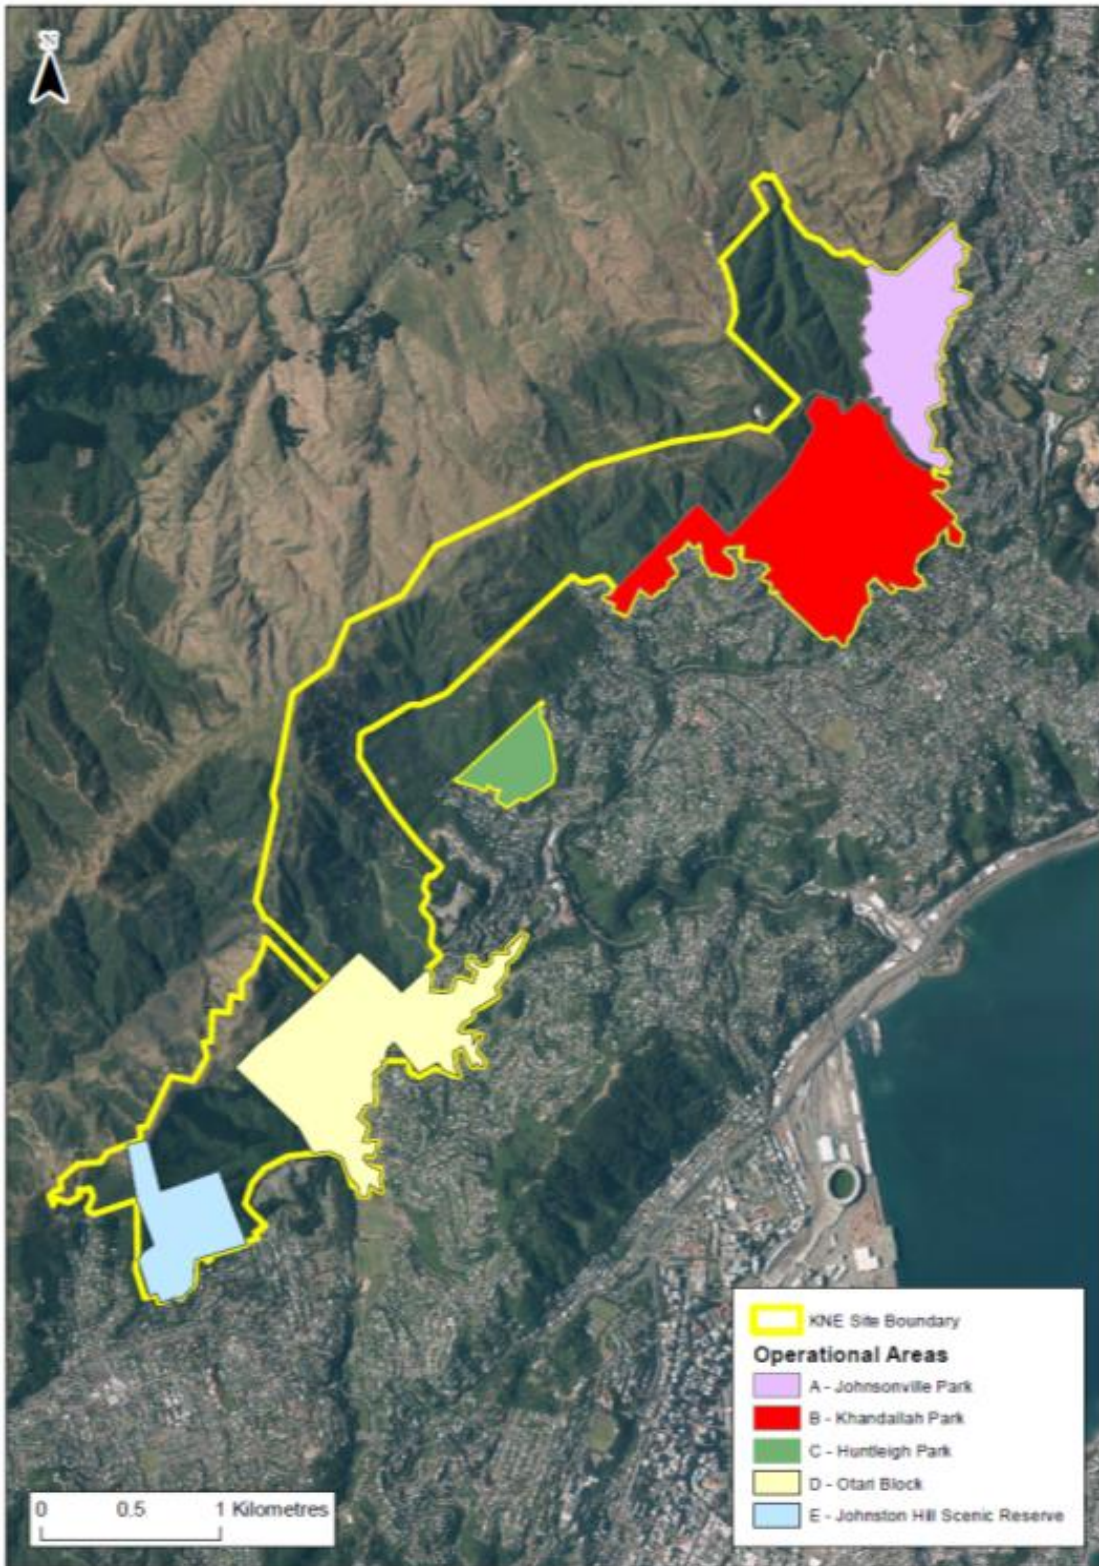 N
KNE Site Boundary
Operational Areas
A - Johnsonville Park
B - Khandallah Park
C - Huntleigh Park
D - Otari Block
E - Johnston Hill Scenic Reserve
0 0.5 1 Kilometres